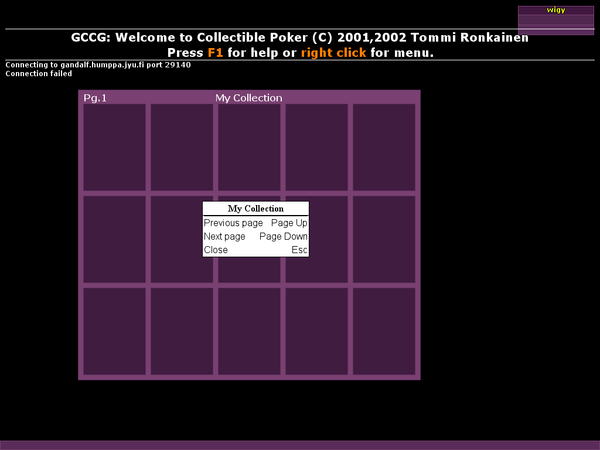 wigy
GCCG: Welcome to Collectible Poker (C) 2001,2002 Tommi Ronkainen
Press F1 for help or right click for menu.
Connecting to gandalf.humppa.jyu.fi port 29140
Connection failed
Pg.1 My Collection
My Collection
Previous page Page Up
Next page Page Down
Close Esc